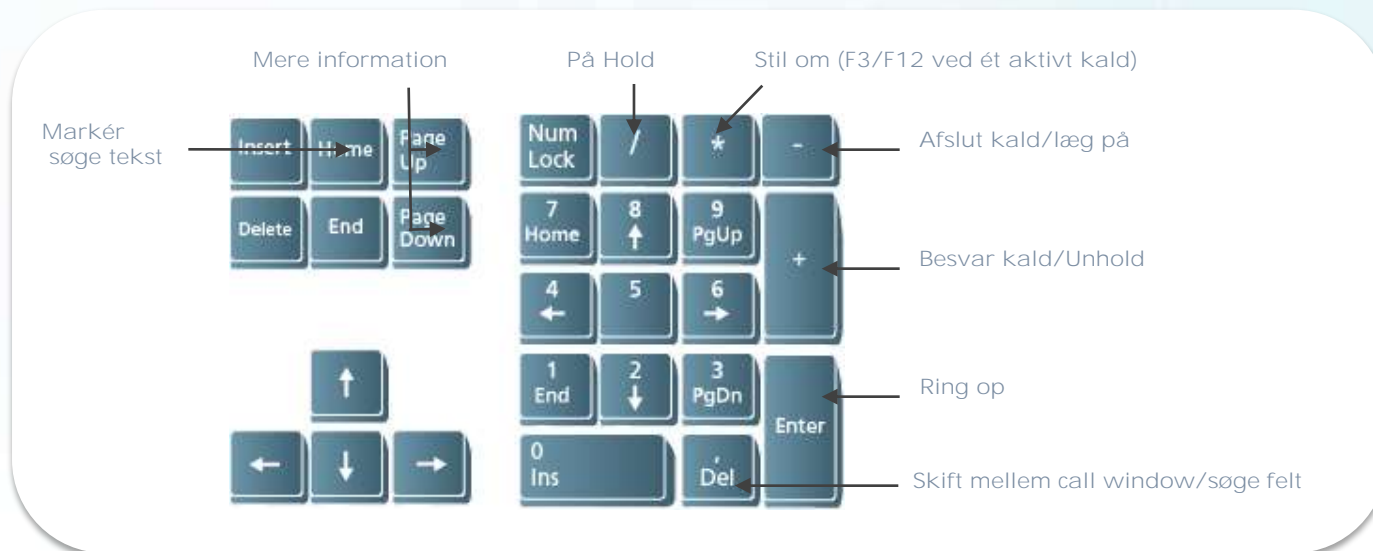 Mere information
På Hold
Stil om (F3/F12 ved ét aktivt kald)
Markér
søge tekst
Insert
Home
Page
Up
Num
Lock
/
*
-
Afslut kald/læg på
Delete
End
Page
Down
7
Home
8
↑
9
PgUp
+
Besvar kald/Unhold
4
←
5
6
→
↑
1
End
2
↓
3
PgDn
Enter
Ring op
←
↓
→
0
Ins
,
Del
Skift mellem call window/søge felt